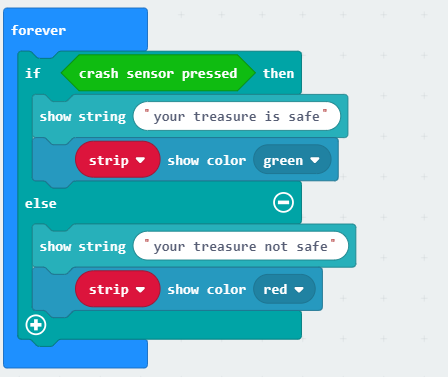 forever
if crash sensor pressed then
show string "your treasure is safe"
strip show color green
else
show string "your treasure not safe"
strip show color red